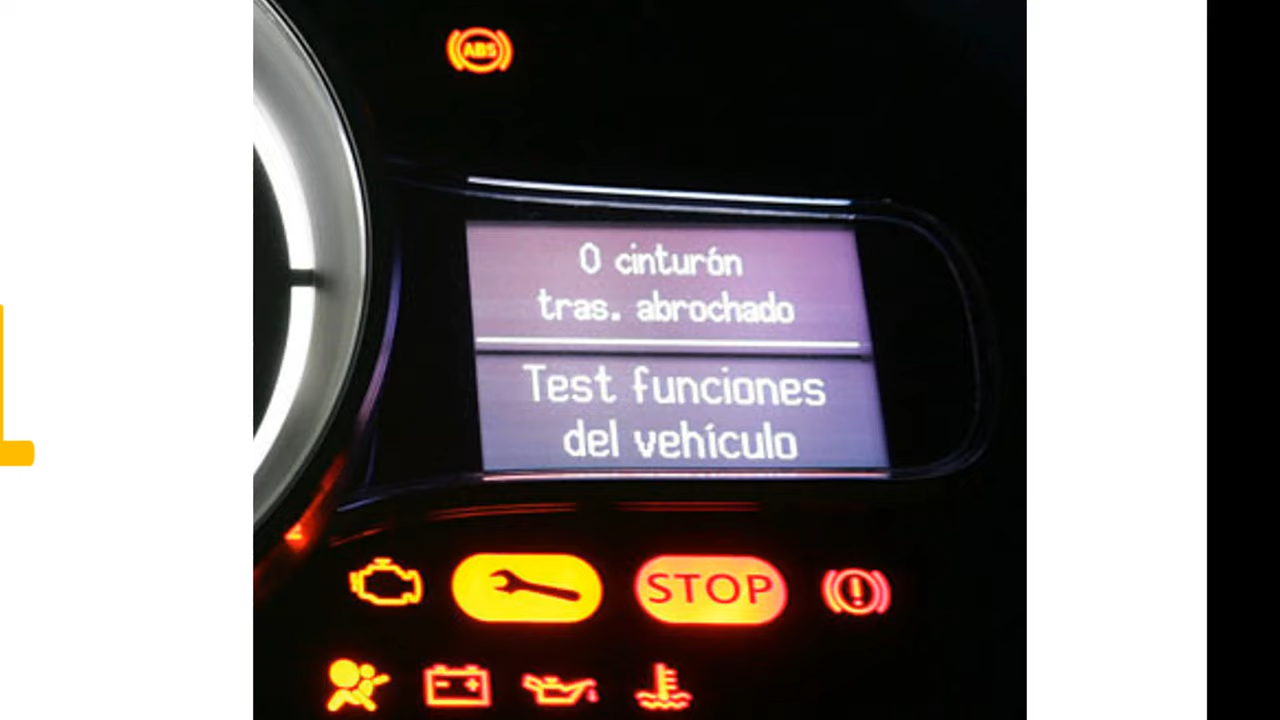 ABS
0 cinturón
tras. abrochado
Test funciones
del vehículo
STOP